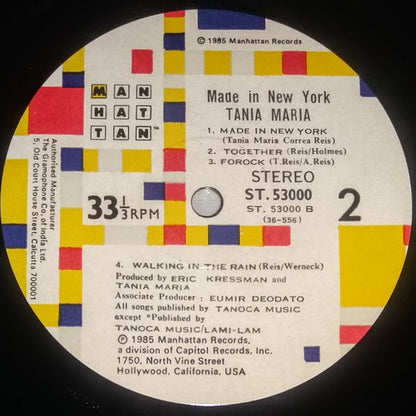 ℗ © 1985 Manhattan Records
MAN
HAT
TAN™
Made in New York
TANIA MARIA
1. MADE IN NEW YORK
(Tania Maria Correa Reis)
2. TOGETHER (Reis/Holmes)
3. FOROCK (T.Reis/A.Reis)
STEREO
ST. 53000
ST. 53000 B
(36-556)
2
33 1/3 RPM
Authorised Manufacturer
The Gramophone Co. of India Ltd.
5, Old Court House Street, Calcutta 700001
4. WALKING IN THE RAIN (Reis/Werneck)
Produced by ERIC KRESSMAN and
TANIA MARIA
Associate Producer : EUMIR DEODATO
All songs published by TANOCA MUSIC
except *Published by
TANOCA MUSIC/LAMI-LAM
℗ 1985 Manhattan Records,
a division of Capitol Records, Inc.
1750, North Vine Street
Hollywood, California, USA